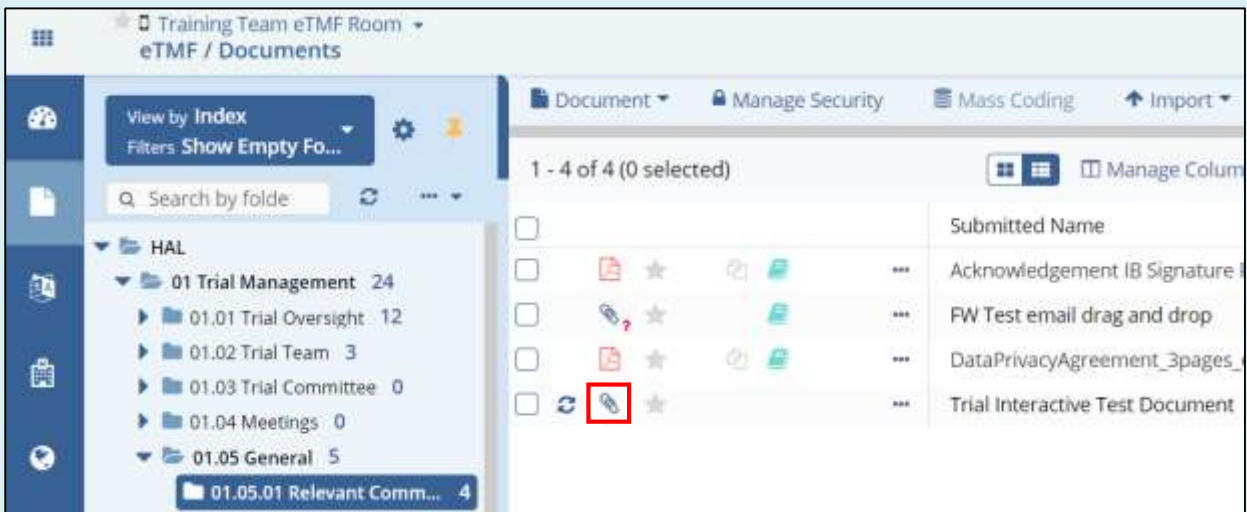 Training Team eTMF Room
eTMF / Documents
View by Index
Filters Show Empty Fo...
Search by folde
HAL
01 Trial Management 24
01.01 Trial Oversight 12
01.02 Trial Team 3
01.03 Trial Committee 0
01.04 Meetings 0
01.05 General 5
01.05.01 Relevant Comm... 4
Document Manage Security Mass Coding Import
1 - 4 of 4 (0 selected) Manage Colum
Submitted Name
Acknowledgement IB Signature
? FW Test email drag and drop
DataPrivacyAgreement_3pages_
Trial Interactive Test Document